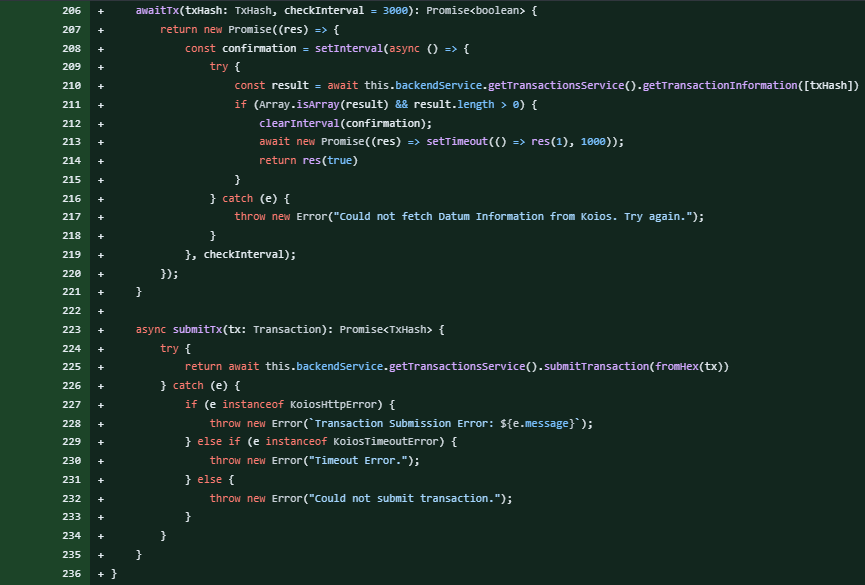 206 +     awaitTx(txHash: TxHash, checkInterval = 3000): Promise<boolean> {
207 +         return new Promise((res) => {
208 +             const confirmation = setInterval(async () => {
209 +                 try {
210 +                     const result = await this.backendService.getTransactionsService().getTransactionInformation([txHash])
211 +                     if (Array.isArray(result) && result.length > 0) {
212 +                         clearInterval(confirmation);
213 +                         await new Promise((res) => setTimeout(() => res(1), 1000));
214 +                         return res(true)
215 +                     }
216 +                 } catch (e) {
217 +                     throw new Error("Could not fetch Datum Information from Koios. Try again.");
218 +                 }
219 +             }, checkInterval);
220 +         });
221 +     }
222 +
223 +     async submitTx(tx: Transaction): Promise<TxHash> {
224 +         try {
225 +             return await this.backendService.getTransactionsService().submitTransaction(fromHex(tx))
226 +         } catch (e) {
227 +             if (e instanceof KoiosHttpError) {
228 +                 throw new Error(`Transaction Submission Error: ${e.message}`);
229 +             } else if (e instanceof KoiosTimeoutError) {
230 +                 throw new Error("Timeout Error.");
231 +             } else {
232 +                 throw new Error("Could not submit transaction.");
233 +             }
234 +         }
235 +     }
236 + }